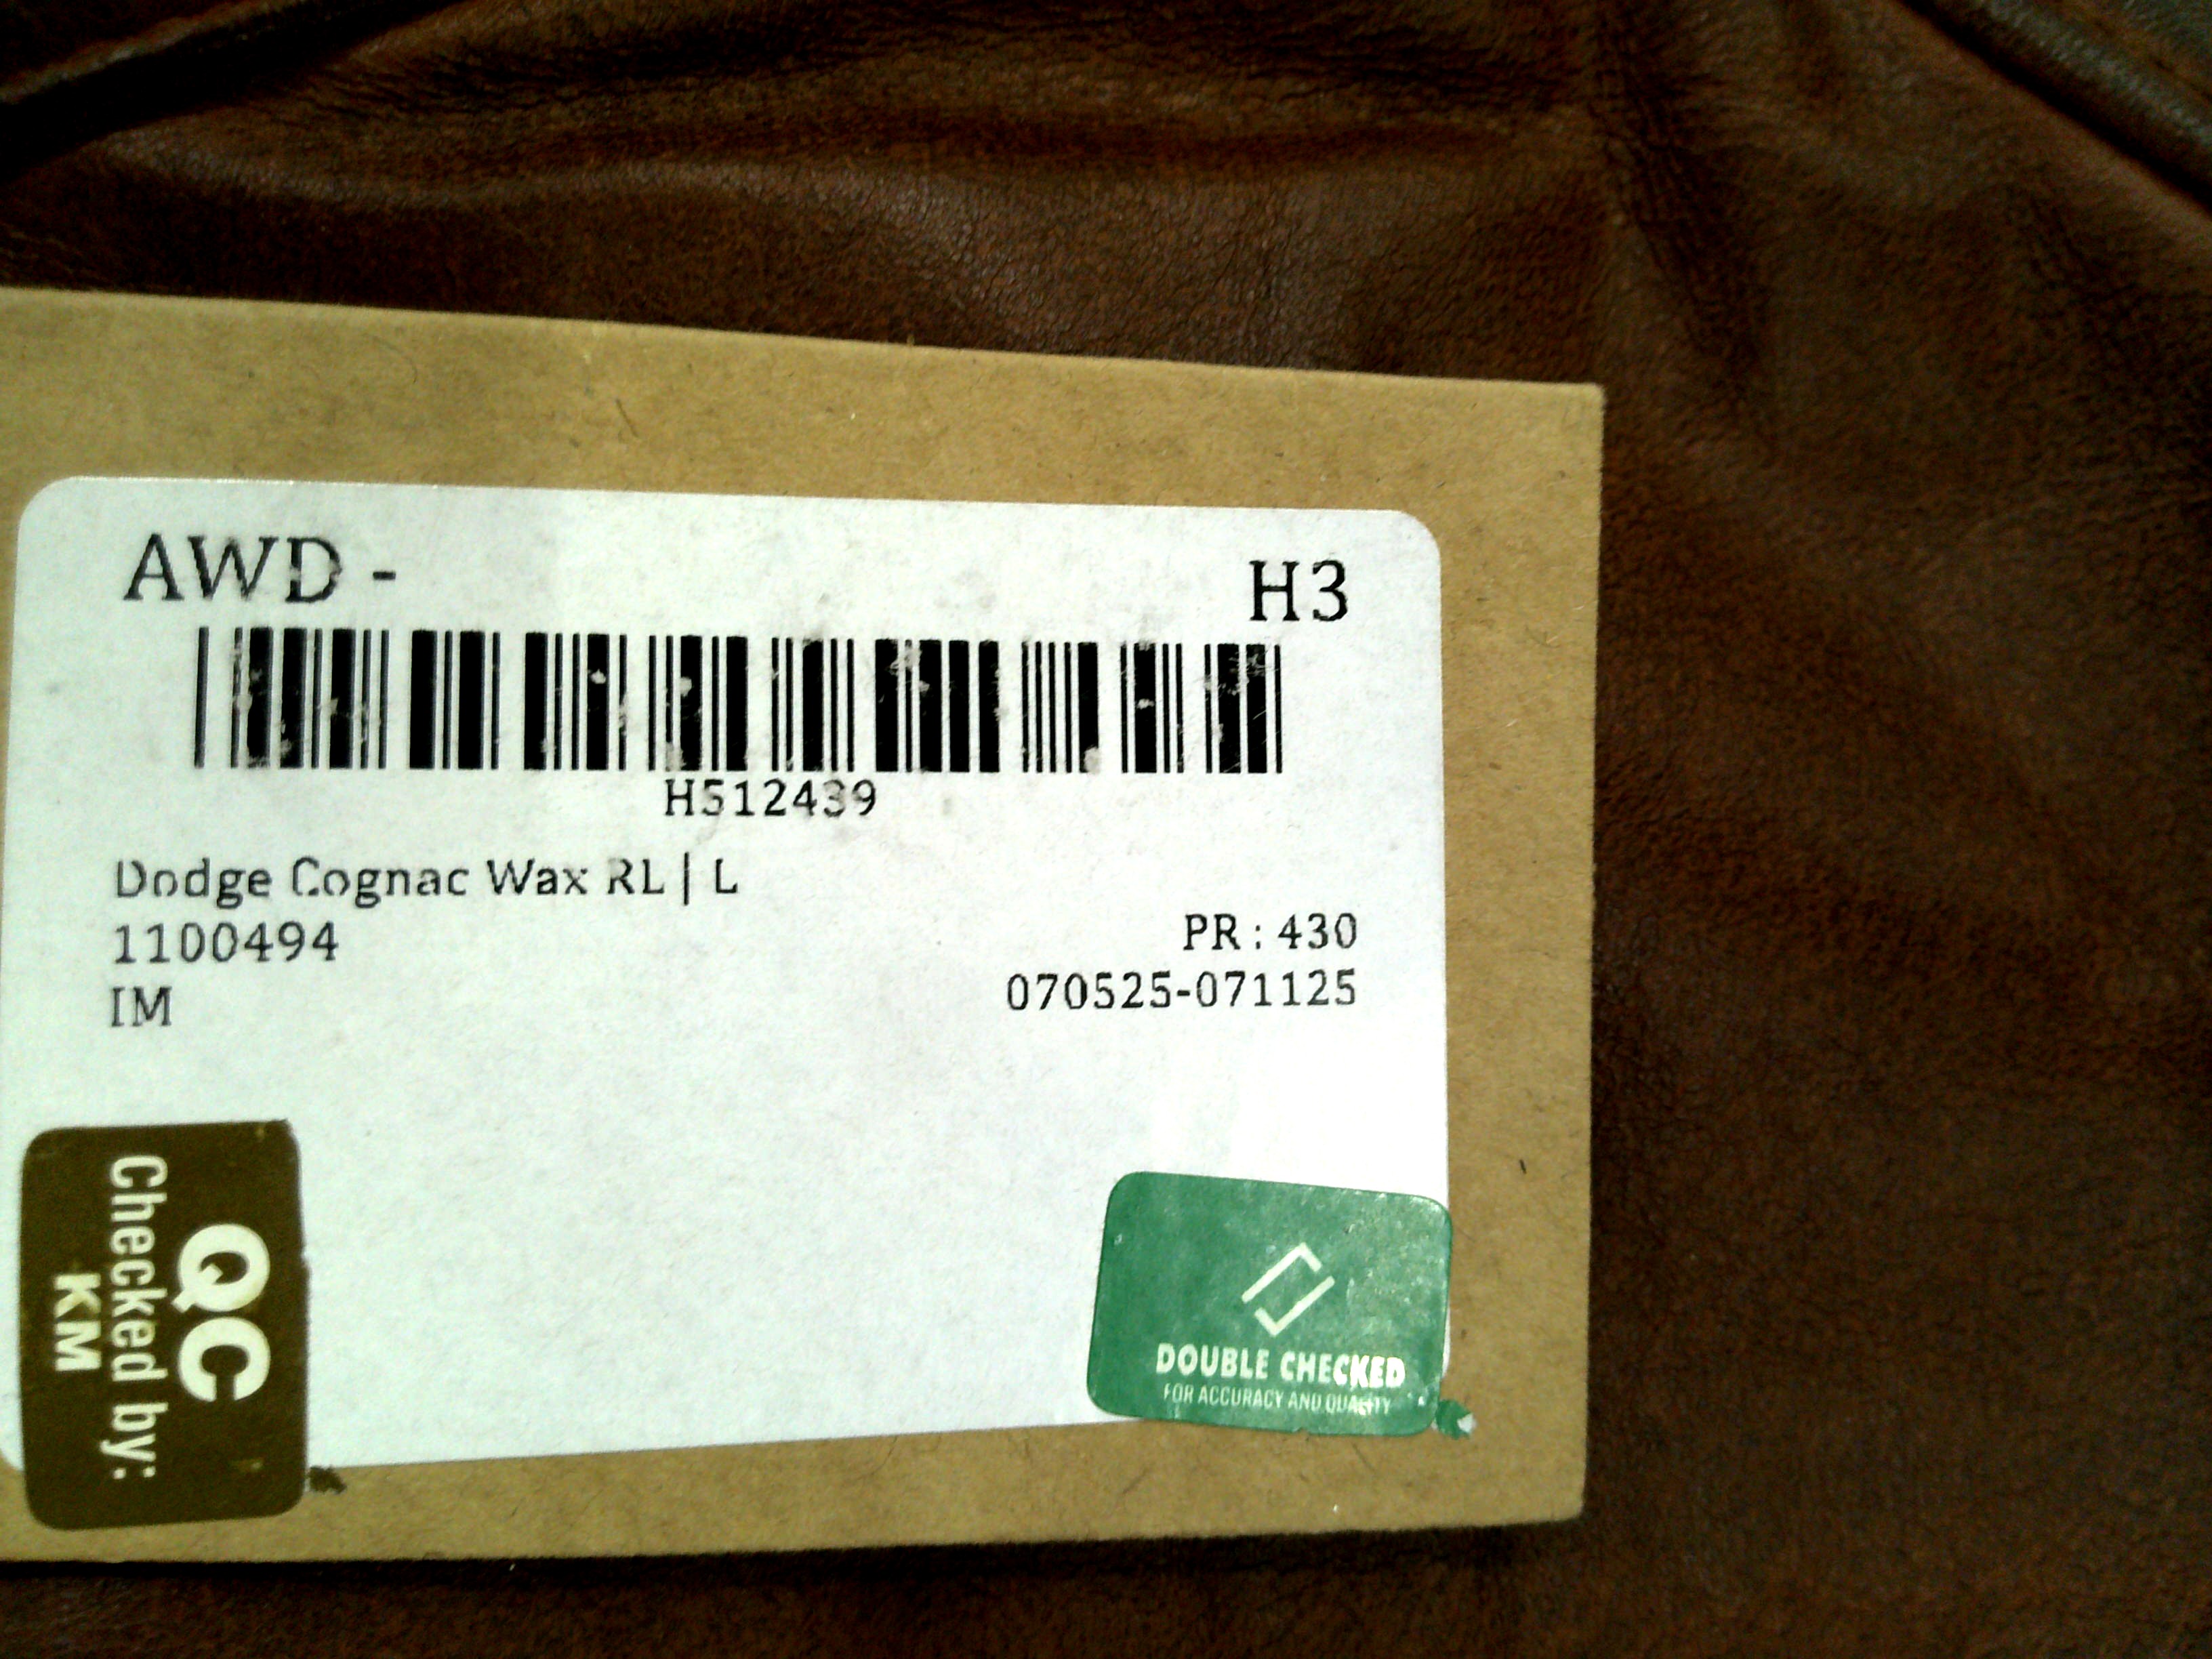 AWD -
H3
H512439
Dodge Cognac Wax RL | L
1100494
PR : 430
IM
070525-071125
QC
Checked by:
KM
DOUBLE CHECKED
FOR ACCURACY AND QUALITY